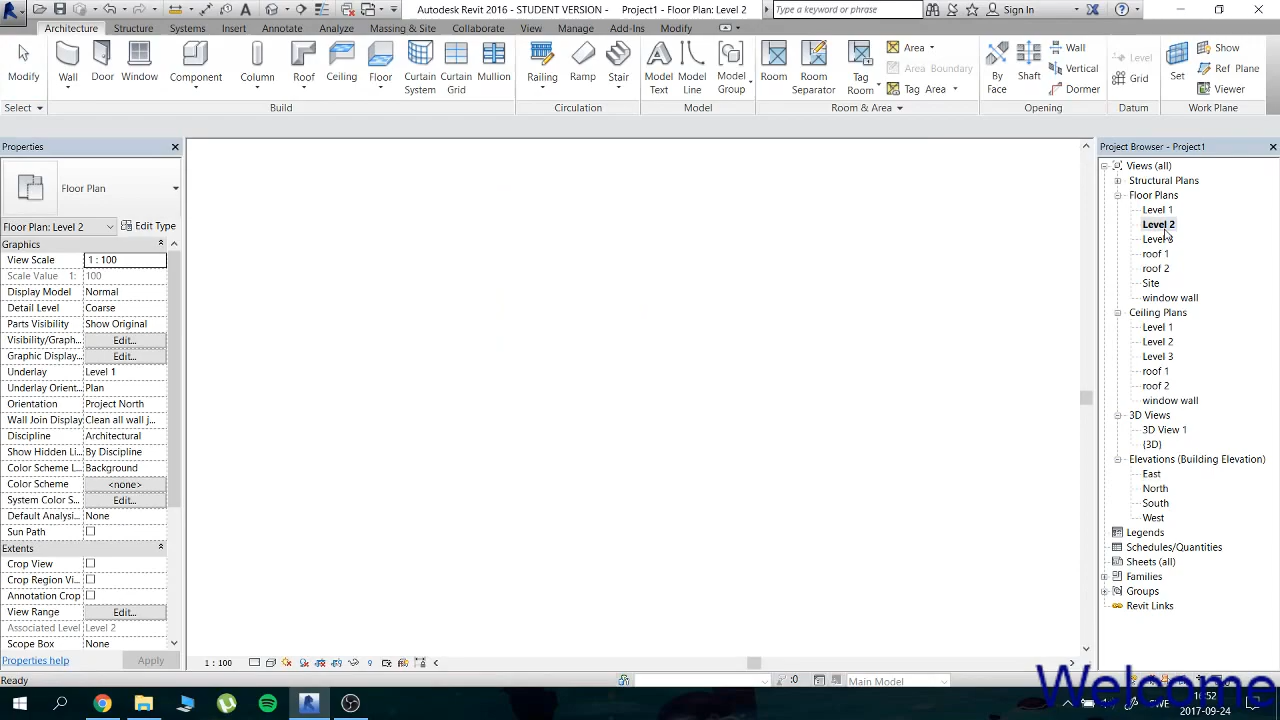 Autodesk Revit 2016 - STUDENT VERSION - Project1 - Floor Plan: Level 2
Type a keyword or phrase
Sign In
Architecture Structure Systems Insert Annotate Analyze Massing & Site Collaborate View Manage Add-Ins Modify
Modify Wall Door Window Component Column Roof Ceiling Floor Curtain System Curtain Grid Mullion Railing Ramp Stair Model Text Model Line Model Group Room Room Separator Tag Room Area Area Boundary Tag Area By Face Shaft Wall Vertical Dormer Level Grid Set Show Ref Plane Viewer
Select Build Circulation Model Room & Area Opening Datum Work Plane
Properties
Floor Plan
Floor Plan: Level 2 Edit Type
Graphics
View Scale 1 : 100
Scale Value 1: 100
Display Model Normal
Detail Level Coarse
Parts Visibility Show Original
Visibility/Graph... Edit...
Graphic Display... Edit...
Underlay Level 1
Underlay Orient... Plan
Orientation Project North
Wall Join Display Clean all wall j...
Discipline Architectural
Show Hidden Li... By Discipline
Color Scheme L... Background
Color Scheme <none>
System Color S... Edit...
Default Analysi... None
Sun Path
Extents
Crop View
Crop Region Vi...
Annotation Crop
View Range Edit...
Associated Level Level 2
Scope Box None
Properties help Apply
Project Browser - Project1
Views (all)
Structural Plans
Floor Plans
Level 1
Level 2
Level 3
roof 1
roof 2
Site
window wall
Ceiling Plans
Level 1
Level 2
Level 3
roof 1
roof 2
window wall
3D Views
3D View 1
{3D}
Elevations (Building Elevation)
East
North
South
West
Legends
Schedules/Quantities
Sheets (all)
Families
Groups
Revit Links
1 : 100
Ready
:0
Main Model
Welcome
SWE
16:52
2017-09-24